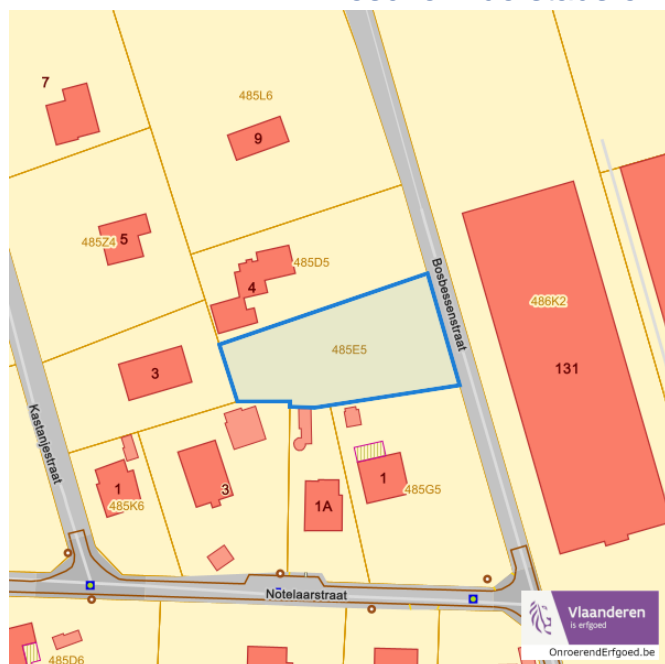 7
485L6
9
485Z4
5
485D5
4
Bosbessenstraat
486K2
485E5
131
3
Kastanjestraat
1
485K6
3
1A
1
485G5
Notelaarstraat
485D6
Vlaanderen
is erfgoed
OnroerendErfgoed.be